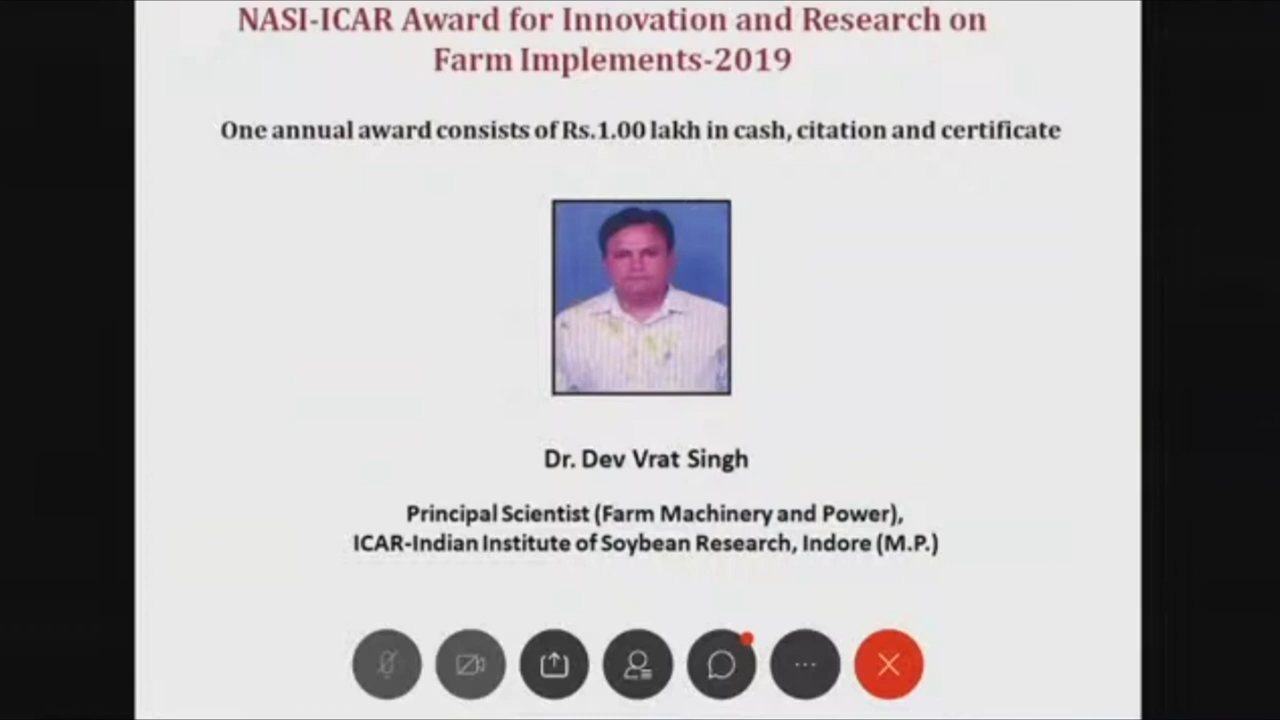 NASI-ICAR Award for Innovation and Research on
Farm Implements-2019
One annual award consists of Rs.1.00 lakh in cash, citation and certificate
Dr. Dev Vrat Singh
Principal Scientist (Farm Machinery and Power),
ICAR-Indian Institute of Soybean Research, Indore (M.P.)